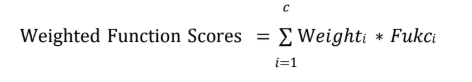 c
Weighted Function Scores = ∑ Weightᵢ * Fukcᵢ
i=1